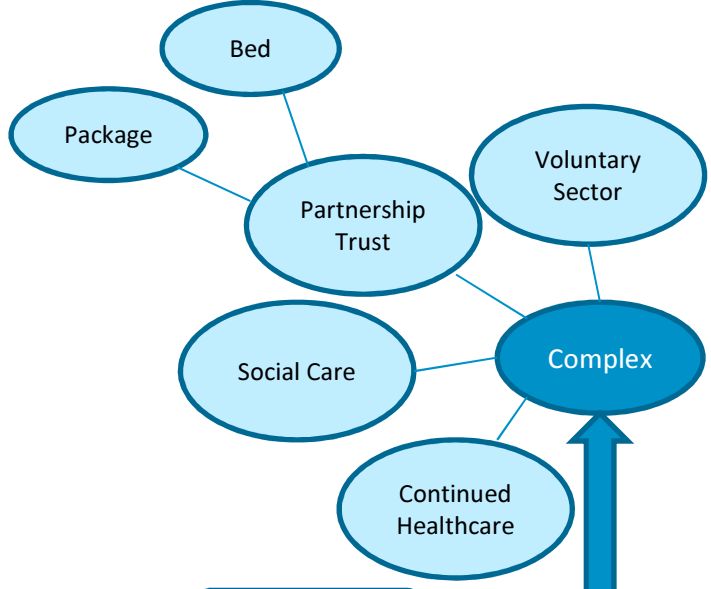 Bed
Package
Voluntary
Sector
Partnership
Trust
Social Care
Complex
Continued
Healthcare